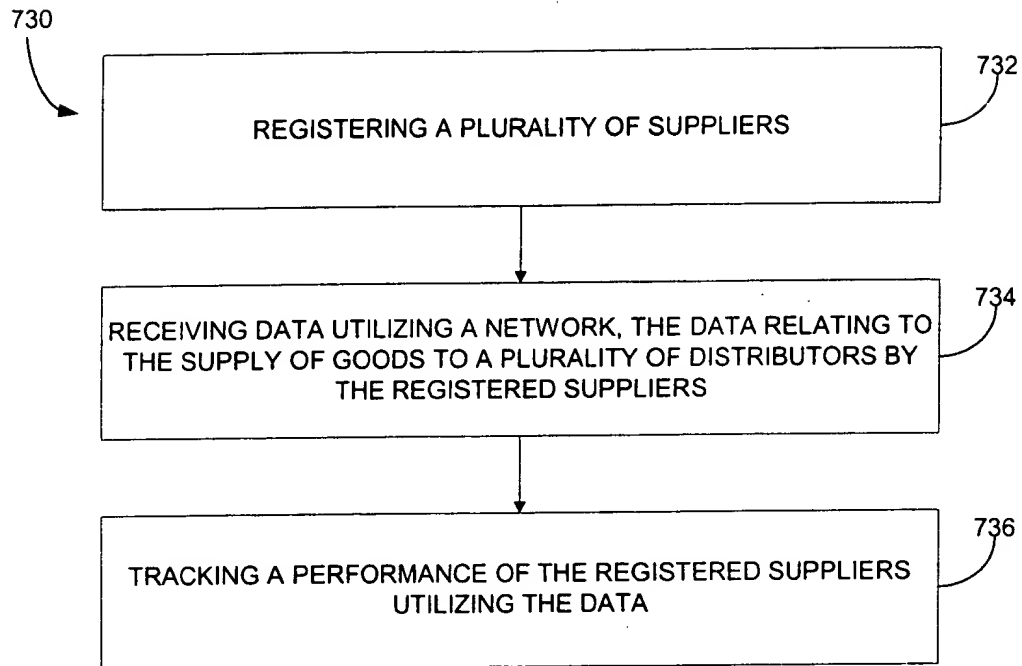 730
732
REGISTERING A PLURALITY OF SUPPLIERS
734
RECEIVING DATA UTILIZING A NETWORK, THE DATA RELATING TO
THE SUPPLY OF GOODS TO A PLURALITY OF DISTRIBUTORS BY
THE REGISTERED SUPPLIERS
736
TRACKING A PERFORMANCE OF THE REGISTERED SUPPLIERS
UTILIZING THE DATA